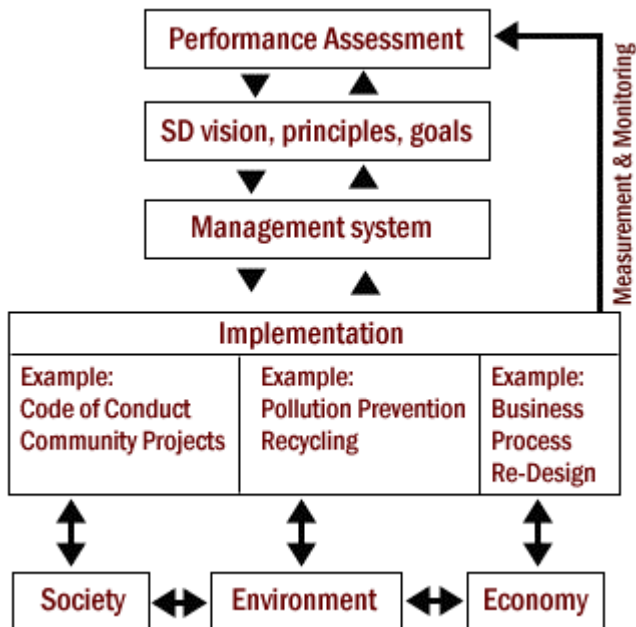 Performance Assessment
SD vision, principles, goals
Management system
Measurement & Monitoring
Implementation
Example:
Code of Conduct
Community Projects
Example:
Pollution Prevention
Recycling
Example:
Business
Process
Re-Design
Society
Environment
Economy